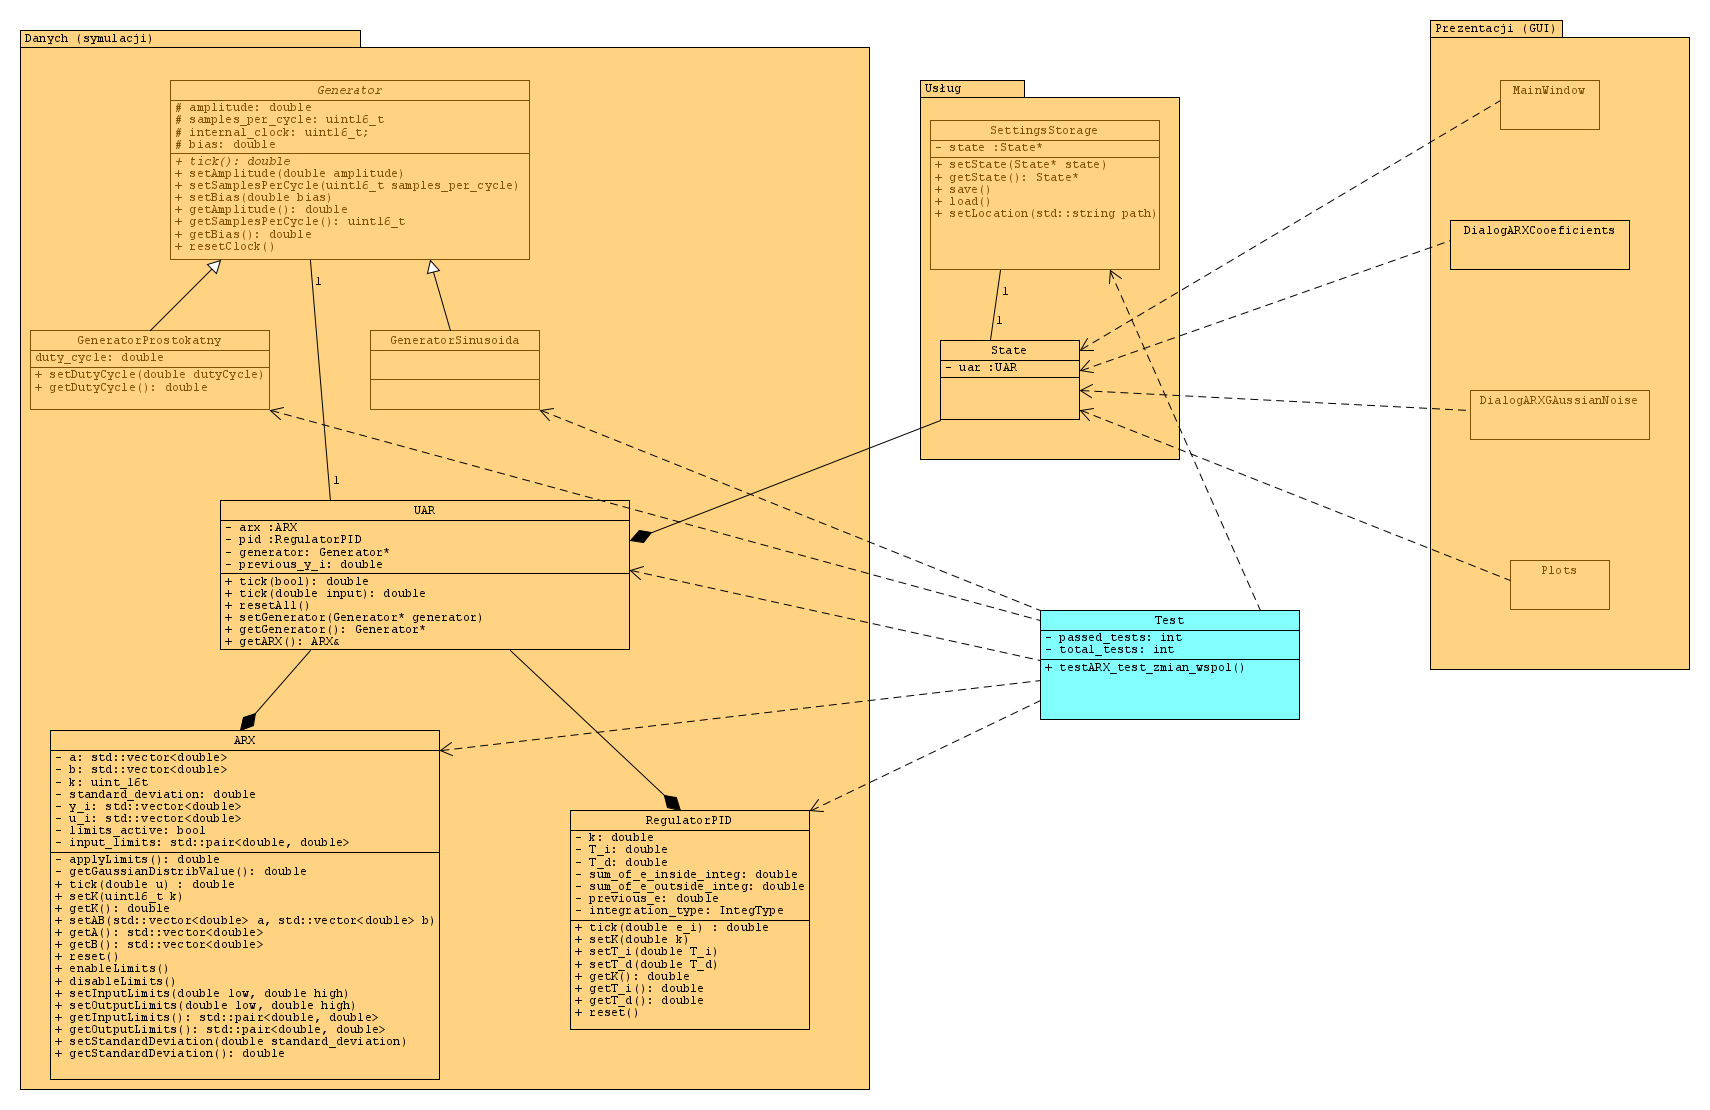 Danych (symulacji)
Generator
# amplitude: double
# samples_per_cycle: uint16_t
# internal_clock: uint16_t;
# bias: double
+ tick(): double
+ setAmplitude(double amplitude)
+ setSamplesPerCycle(uint16_t samples_per_cycle)
+ setBias(double bias)
+ getAmplitude(): double
+ getSamplesPerCycle(): uint16_t
+ getBias(): double
+ resetClock()
1
GeneratorProstokatny
duty_cycle: double
+ setDutyCycle(double dutyCycle)
+ getDutyCycle(): double
GeneratorSinusoida
1
UAR
- arx :ARX
- pid :RegulatorPID
- generator: Generator*
- previous_y_i: double
+ tick(bool): double
+ tick(double input): double
+ resetAll()
+ setGenerator(Generator* generator)
+ getGenerator(): Generator*
+ getARX(): ARX&
ARX
- a: std::vector<double>
- b: std::vector<double>
- k: uint_16t
- standard_deviation: double
- y_i: std::vector<double>
- u_i: std::vector<double>
- limits_active: bool
- input_limits: std::pair<double, double>
- applyLimits(): double
- getGaussianDistribValue(): double
+ tick(double u) : double
+ setK(uint16_t k)
+ getK(): double
+ setAB(std::vector<double> a, std::vector<double> b)
+ getA(): std::vector<double>
+ getB(): std::vector<double>
+ reset()
+ enableLimits()
+ disableLimits()
+ setInputLimits(double low, double high)
+ setOutputLimits(double low, double high)
+ getInputLimits(): std::pair<double, double>
+ getOutputLimits(): std::pair<double, double>
+ setStandardDeviation(double standard_deviation)
+ getStandardDeviation(): double
RegulatorPID
- k: double
- T_i: double
- T_d: double
- sum_of_e_inside_integ: double
- sum_of_e_outside_integ: double
- previous_e: double
- integration_type: IntegType
+ tick(double e_i) : double
+ setK(double k)
+ setT_i(double T_i)
+ setT_d(double T_d)
+ getK(): double
+ getT_i(): double
+ getT_d(): double
+ reset()
Usług
SettingsStorage
- state :State*
+ setState(State* state)
+ getState(): State*
+ save()
+ load()
+ setLocation(std::string path)
1
1
State
- uar :UAR
Test
- passed_tests: int
- total_tests: int
+ testARX_test_zmian_wspol()
Prezentacji (GUI)
MainWindow
DialogARXCooeficients
DialogARXGAussianNoise
Plots